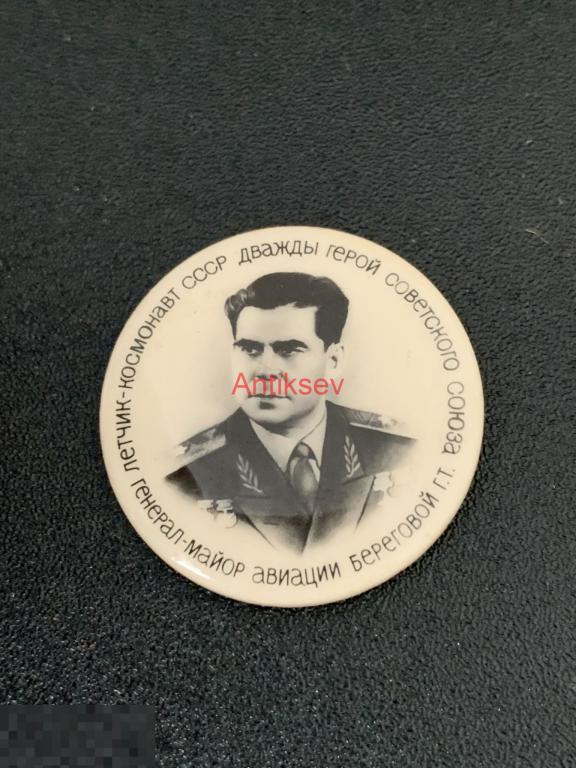 ЛЕТЧИК-КОСМОНАВТ СССР ДВАЖДЫ ГЕРОЙ СОВЕТСКОГО СОЮЗА
ГЕНЕРАЛ-МАЙОР АВИАЦИИ БЕРЕГОВОЙ Г.Т.
Antiksev